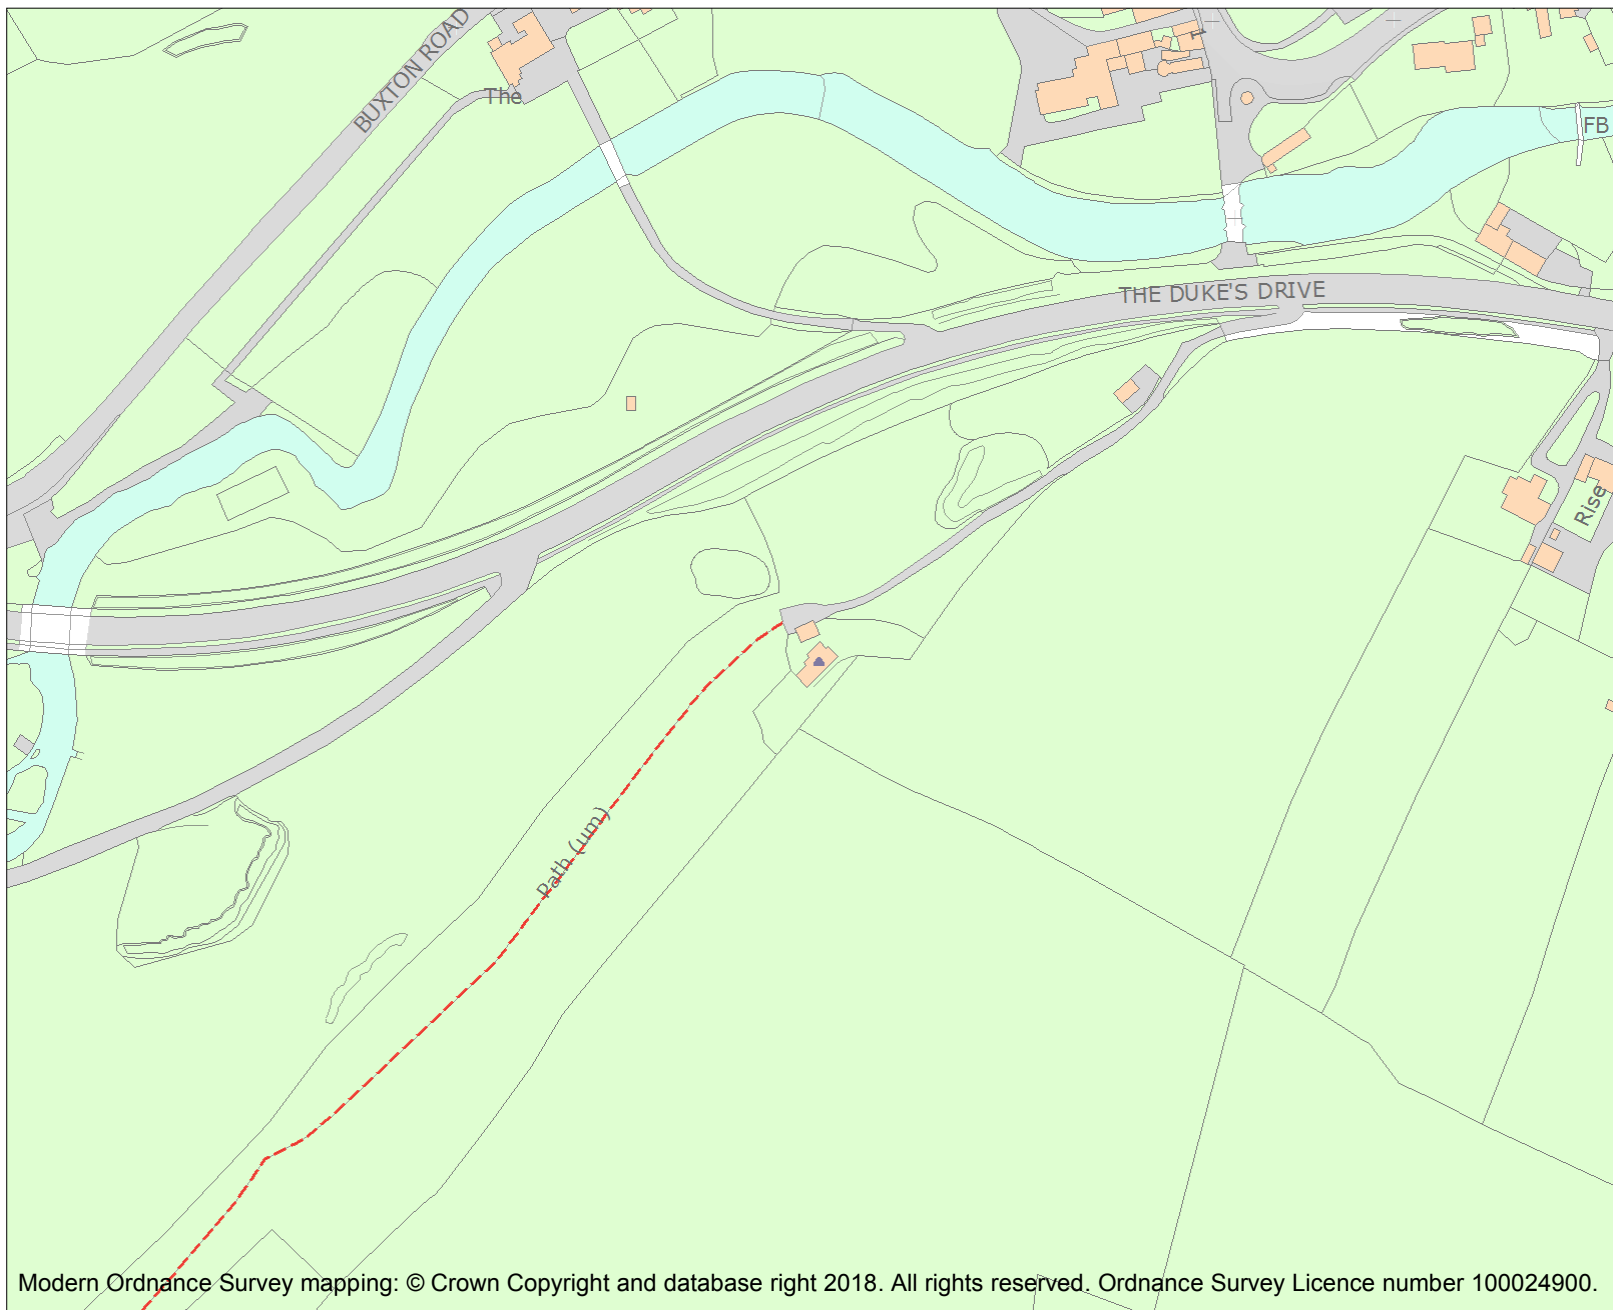 BUXTON ROAD
The
1
FB
THE DUKE'S DRIVE
Rise
Path (um)
Modern Ordnance Survey mapping: © Crown Copyright and database right 2018. All rights reserved. Ordnance Survey Licence number 100024900.